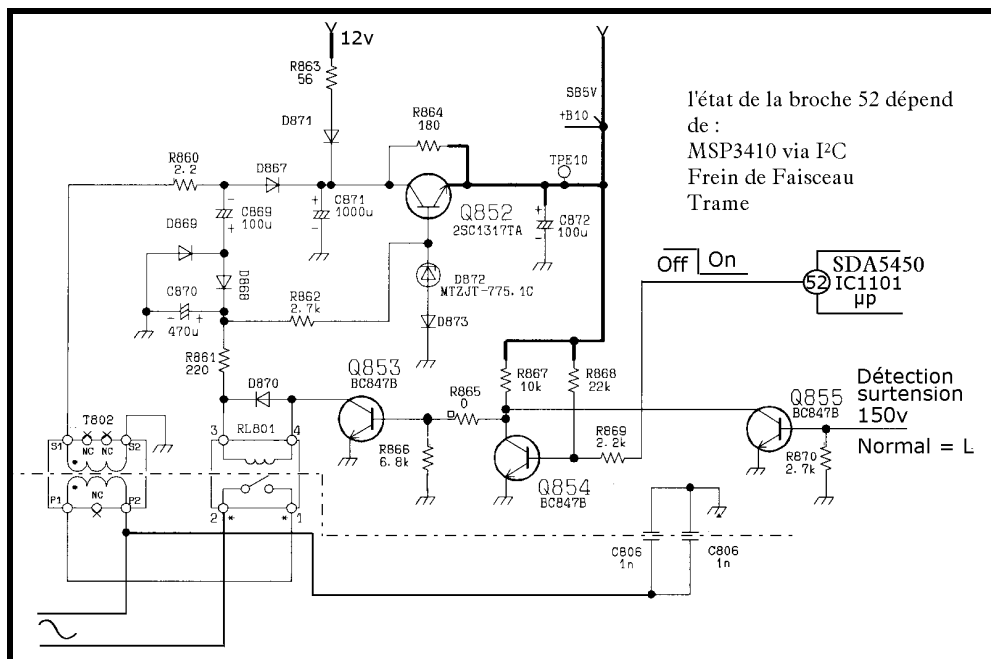 12v
R863
56
SB5V
D871
R864
180
+B10
l'état de la broche 52 dépend
de :
MSP3410 via I²C
Frein de Faisceau
Trame
R860
2.2
D867
TPE10
- C869
+ 100u
+ C871
- 1000u
Q852
2SC1317TA
+ C872
- 100u
D869
D868
D872
MTZJT-775.1C
Off On
52
SDA5450
IC1101
µp
C870
- +
470u
R862
2.7k
D873
R861
220
D870
Q853
BC847B
R865
0
R867
10k
R868
22k
Q855
BC847B
Détection
surtension
150v
Normal = L
T802
S1 NC NC S2
3 RL801 4
R866
6.8k
R869
2.2k
R870
2.7k
Q854
BC847B
P1 NC P2
2 * * 1
C806
1n
C806
1n